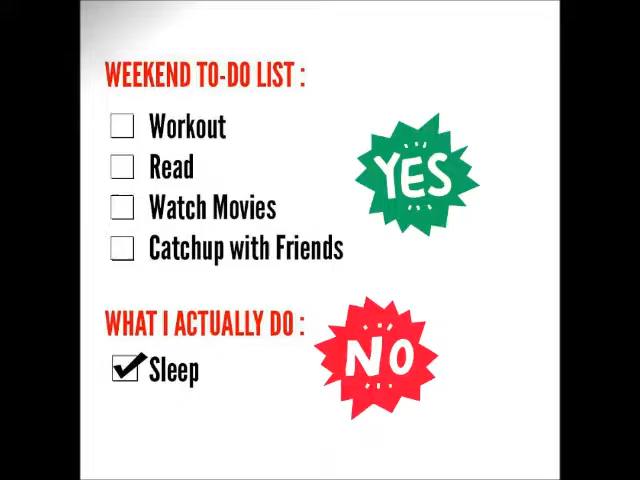 WEEKEND TO-DO LIST :
Workout
Read
Watch Movies
Catchup with Friends
YES
WHAT I ACTUALLY DO :
Sleep
NO